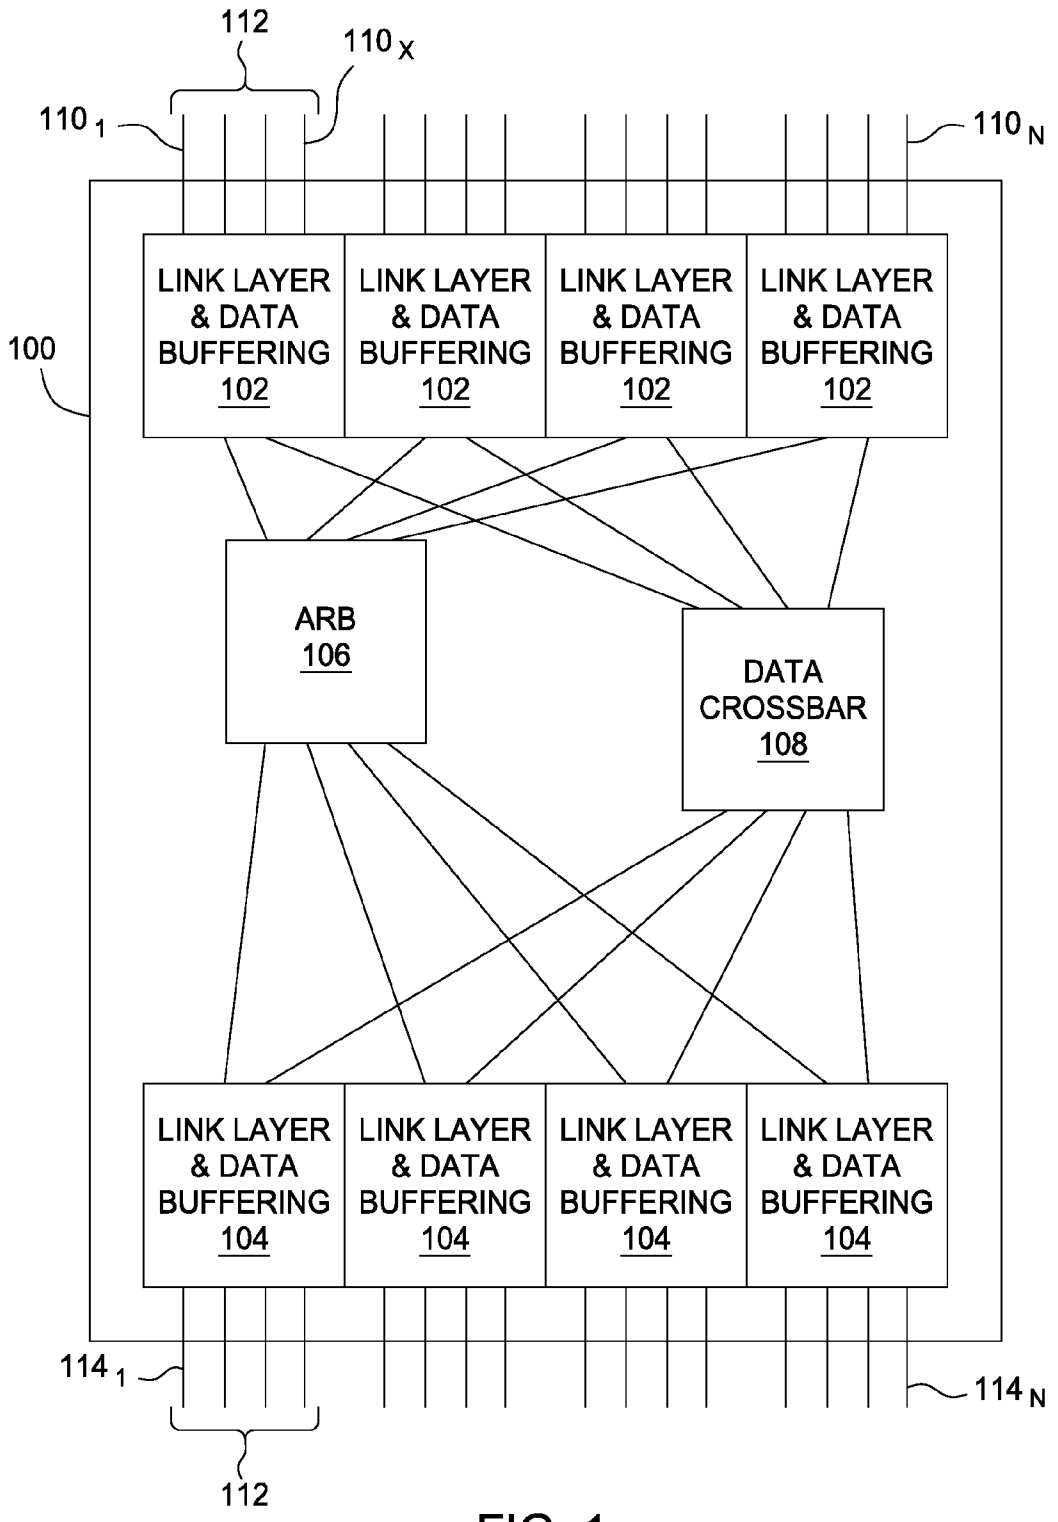 112
110 X
110 1
110 N
100
LINK LAYER
& DATA
BUFFERING
102
LINK LAYER
& DATA
BUFFERING
102
LINK LAYER
& DATA
BUFFERING
102
LINK LAYER
& DATA
BUFFERING
102
ARB
106
DATA
CROSSBAR
108
LINK LAYER
& DATA
BUFFERING
104
LINK LAYER
& DATA
BUFFERING
104
LINK LAYER
& DATA
BUFFERING
104
LINK LAYER
& DATA
BUFFERING
104
114 1
114 N
112
FIG. 1